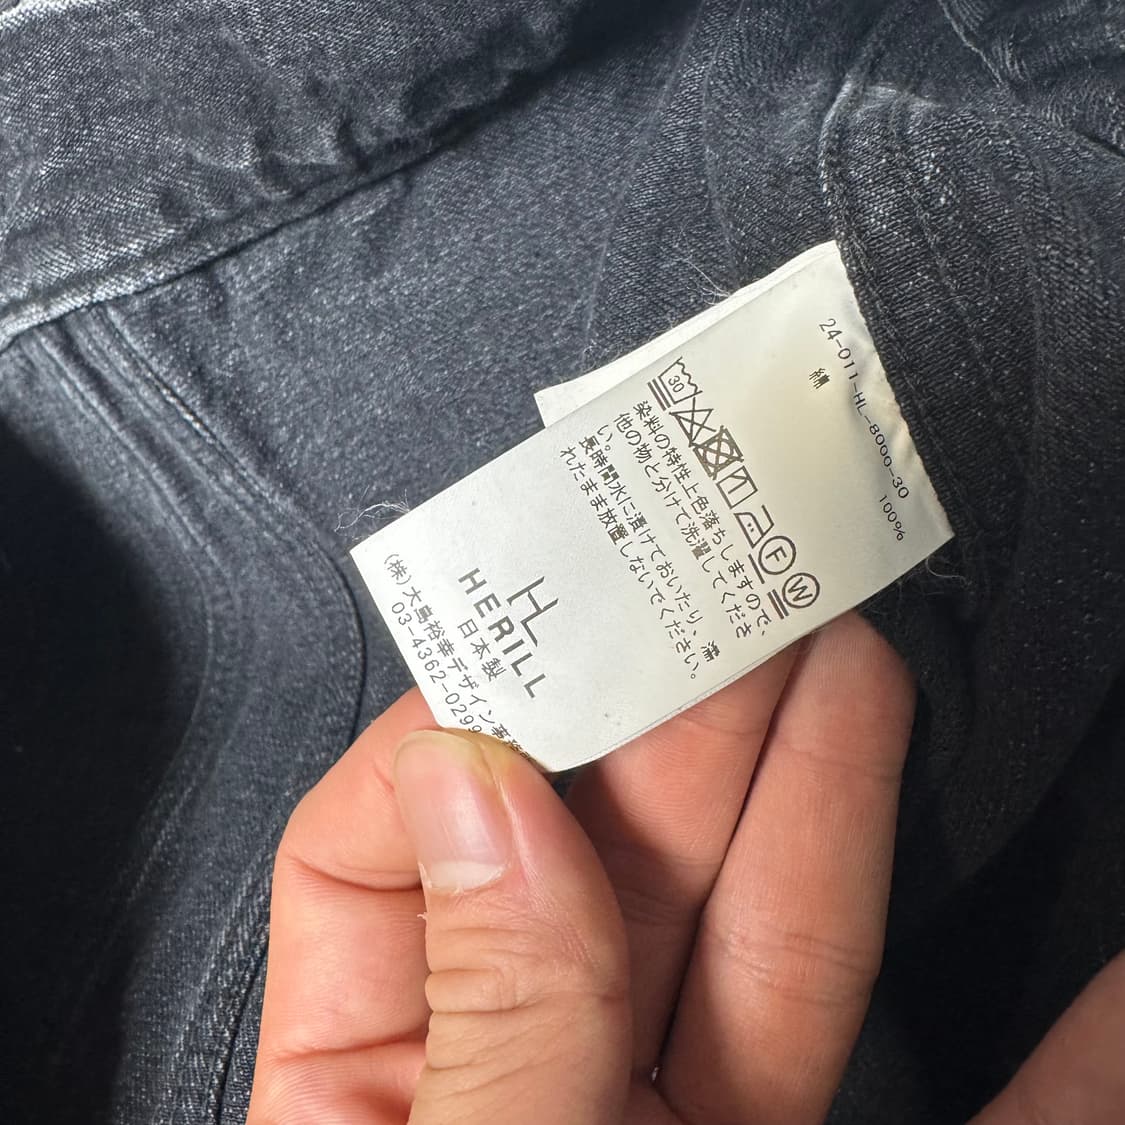 24-011-HL-8000-30
綿 100%
30
F
W
染料の特性上色落ちしますので、
他の物と分けて洗濯してくださ
い。
長時間水に漬けておいたり、濡
れたまま放置しないでください。
HL
HERILL
日本製
(株)大島裕幸デザイン事務
03-4362-0299